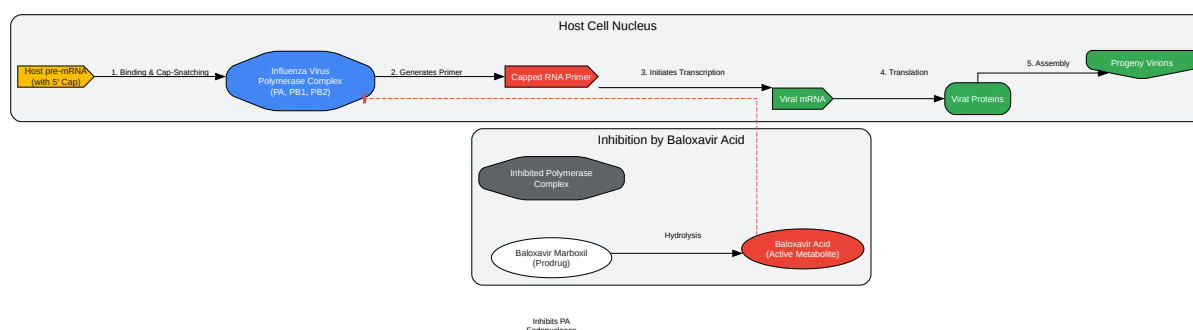 Host Cell Nucleus
Host pre-mRNA
(with 5' Cap)
1. Binding & Cap-Snatching
Influenza Virus
Polymerase Complex
(PA, PB1, PB2)
2. Generates Primer
Capped RNA Primer
3. Initiates Transcription
Viral mRNA
4. Translation
Viral Proteins
5. Assembly
Progeny Virions
Inhibition by Baloxavir Acid
Inhibited Polymerase
Complex
Baloxavir Marboxil
(Prodrug)
Hydrolysis
Baloxavir Acid
(Active Metabolite)
Inhibits PA
Endonuclease